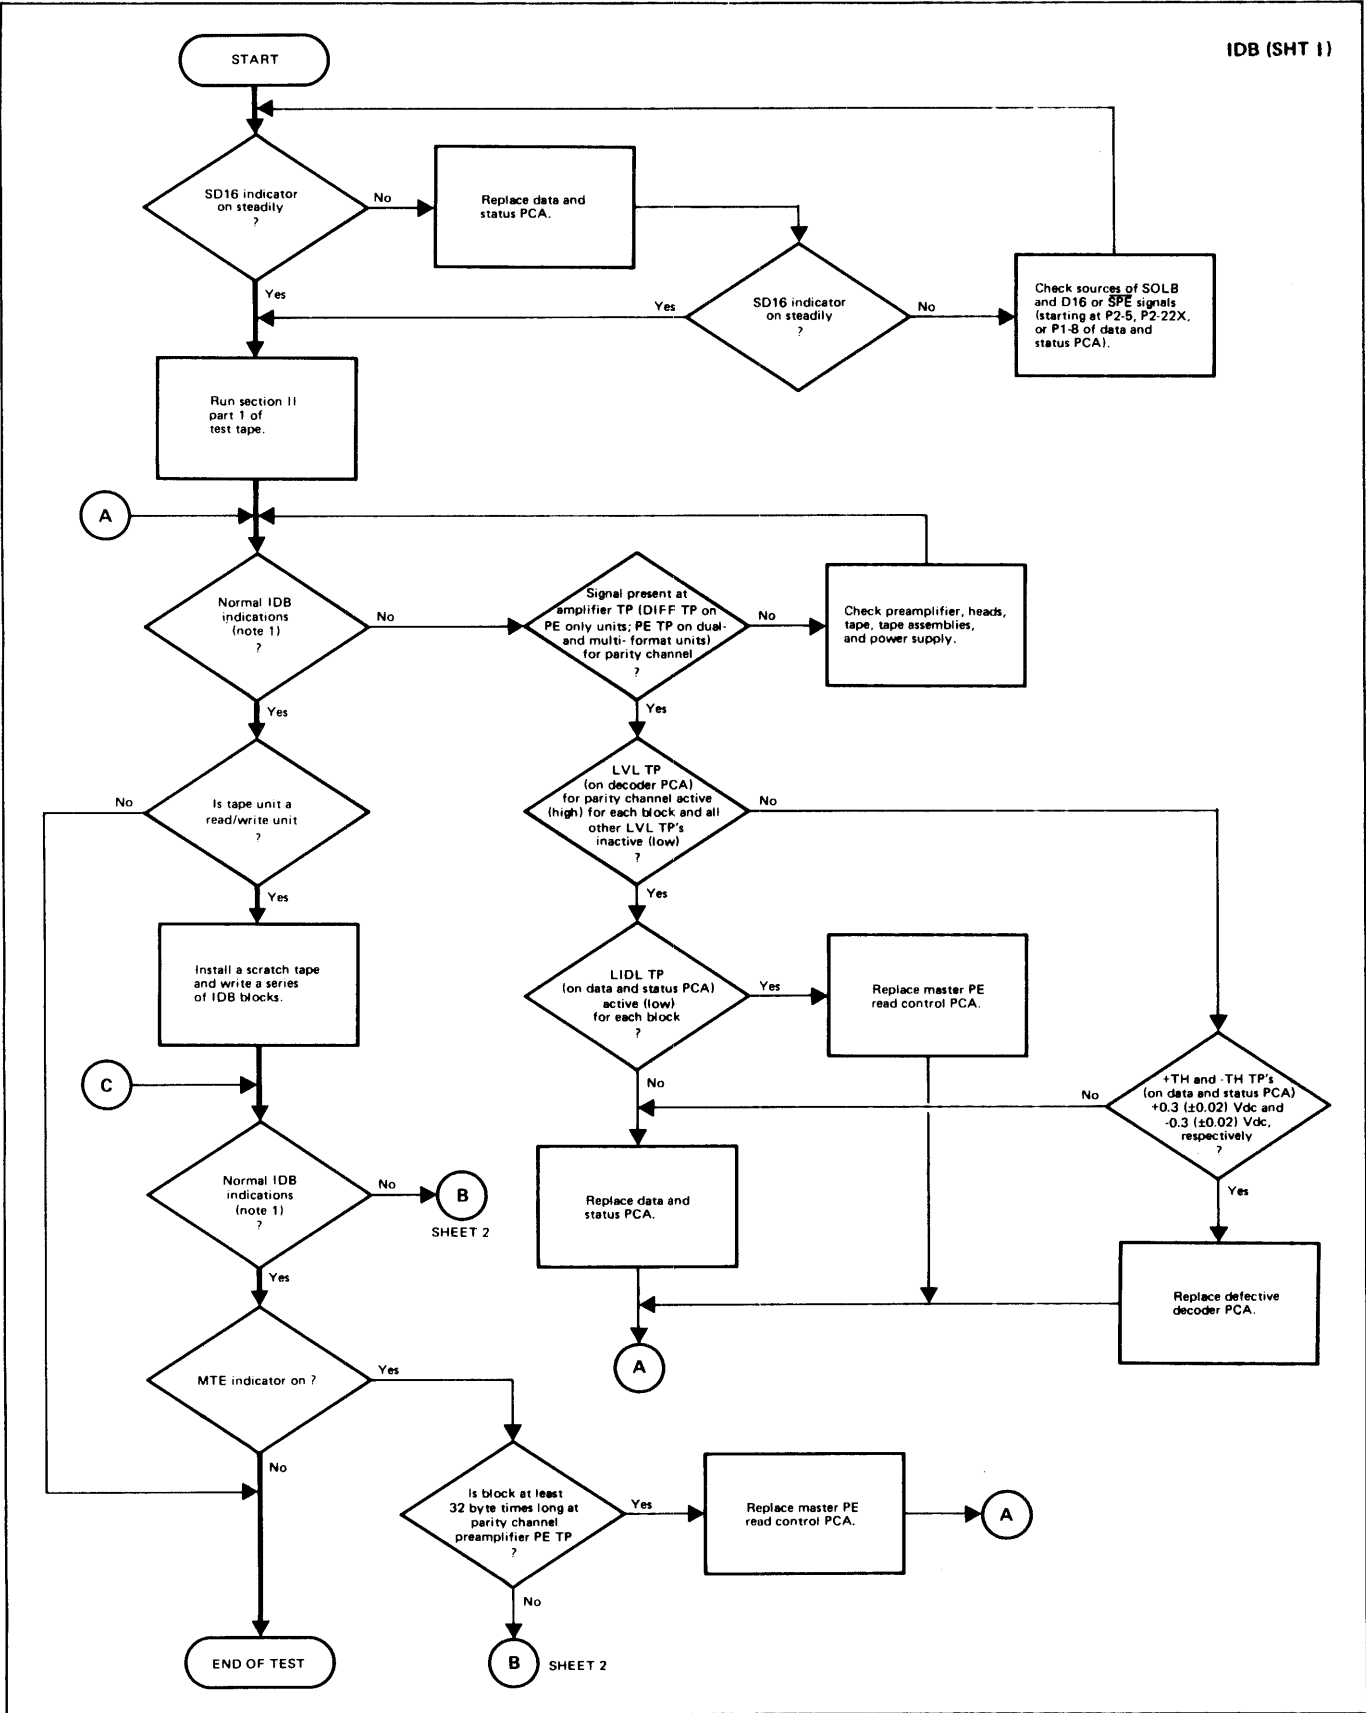 IDB (SHT 1)
START
SD16 indicator
on steadily
?
No
Replace data and
status PCA.
Yes
SD16 indicator
on steadily
?
Yes
No
Check sources of SOLB
and D16 or SPE signals
(starting at P2-5, P2-22X,
or P1-8 of data and
status PCA).
Run section II
part 1 of
test tape.
A
Normal IDB
indications
(note 1)
?
No
Signal present at
amplifier TP (DIFF TP on
PE only units; PE TP on dual-
and multi- format units)
for parity channel
?
No
Check preamplifier, heads,
tape, tape assemblies,
and power supply.
Yes
Yes
Is tape unit a
read/write unit
?
No
LVL TP
(on decoder PCA)
for parity channel active
(high) for each block and all
other LVL TP's
inactive (low)
?
No
Yes
Yes
Install a scratch tape
and write a series
of IDB blocks.
LIDL TP
(on data and status PCA)
active (low)
for each block
?
Yes
Replace master PE
read control PCA.
No
C
+TH and -TH TP's
(on data and status PCA)
+0.3 (±0.02) Vdc and
-0.3 (±0.02) Vdc,
respectively
?
No
Yes
Normal IDB
indications
(note 1)
?
No
B
SHEET 2
Replace data and
status PCA.
Yes
Replace defective
decoder PCA.
A
MTE indicator on ?
Yes
No
Is block at least
32 byte times long at
parity channel
preamplifier PE TP
?
Yes
Replace master PE
read control PCA.
A
No
END OF TEST
B
SHEET 2